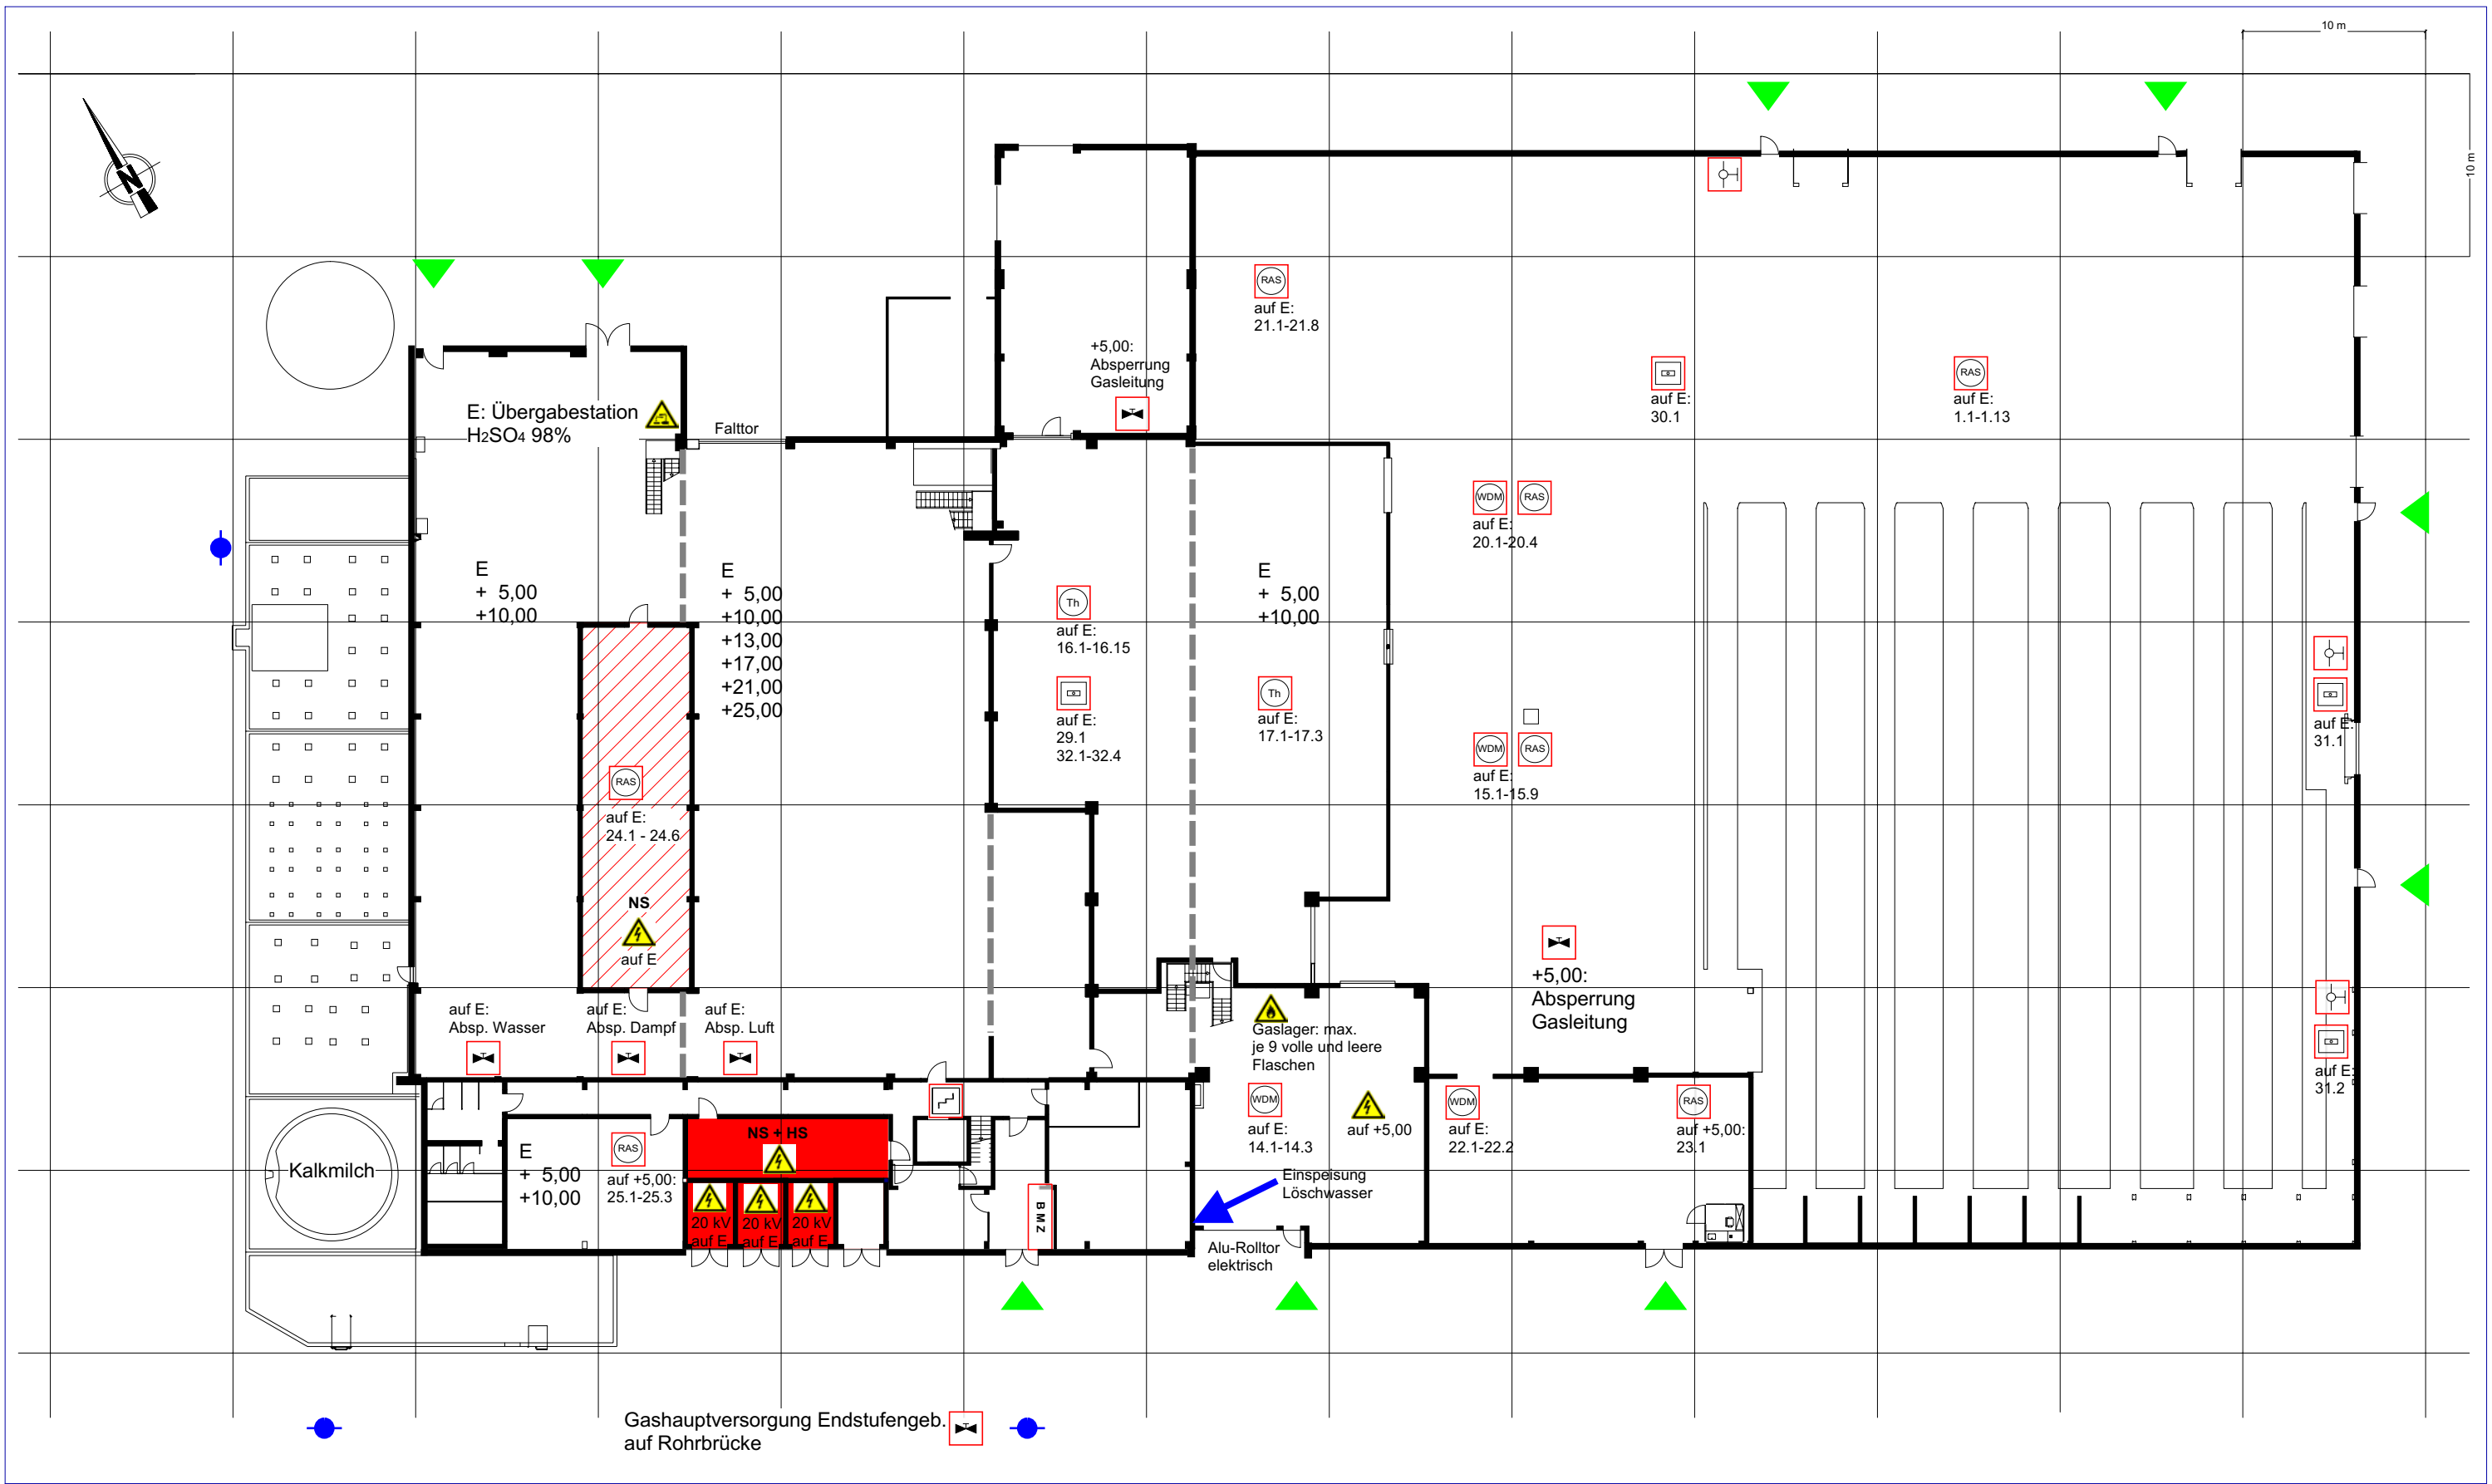 10 m
10 m
N
RAS
auf E:
21.1-21.8
+5,00:
Absperrung
Gasleitung
auf E:
30.1
RAS
auf E:
1.1-1.13
E: Übergabestation
H2SO4 98%
Falttor
WDM
RAS
auf E:
20.1-20.4
E
+ 5,00
+10,00
E
+ 5,00
+10,00
+13,00
+17,00
+21,00
+25,00
Th
auf E:
16.1-16.15
E
+ 5,00
+10,00
auf E:
29.1
32.1-32.4
Th
auf E:
17.1-17.3
auf E:
31.1
WDM
RAS
auf E:
15.1-15.9
RAS
auf E:
24.1 - 24.6
NS
auf E
+5,00:
Absperrung
Gasleitung
auf E:
Absp. Wasser
auf E:
Absp. Dampf
auf E:
Absp. Luft
Gaslager: max.
je 9 volle und leere
Flaschen
auf E:
31.2
WDM
auf E:
14.1-14.3
auf +5,00
WDM
auf E:
22.1-22.2
RAS
auf +5,00:
23.1
Kalkmilch
E
+ 5,00
+10,00
RAS
auf +5,00:
25.1-25.3
NS + HS
20 kV
auf E
20 kV
auf E
20 kV
auf E
BMZ
Einspeisung
Löschwasser
Alu-Rolltor
elektrisch
Gashauptversorgung Endstufengeb.
auf Rohrbrücke